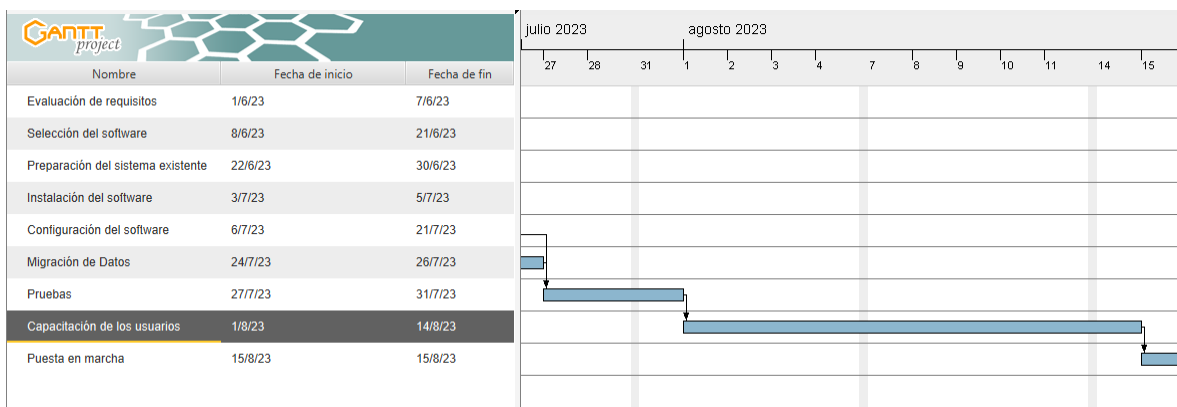 GANTT
project
julio 2023 agosto 2023
27 28 31 1 2 3 4 7 8 9 10 11 14 15
Nombre Fecha de inicio Fecha de fin
Evaluación de requisitos 1/6/23 7/6/23
Selección del software 8/6/23 21/6/23
Preparación del sistema existente 22/6/23 30/6/23
Instalación del software 3/7/23 5/7/23
Configuración del software 6/7/23 21/7/23
Migración de Datos 24/7/23 26/7/23
Pruebas 27/7/23 31/7/23
Capacitación de los usuarios 1/8/23 14/8/23
Puesta en marcha 15/8/23 15/8/23